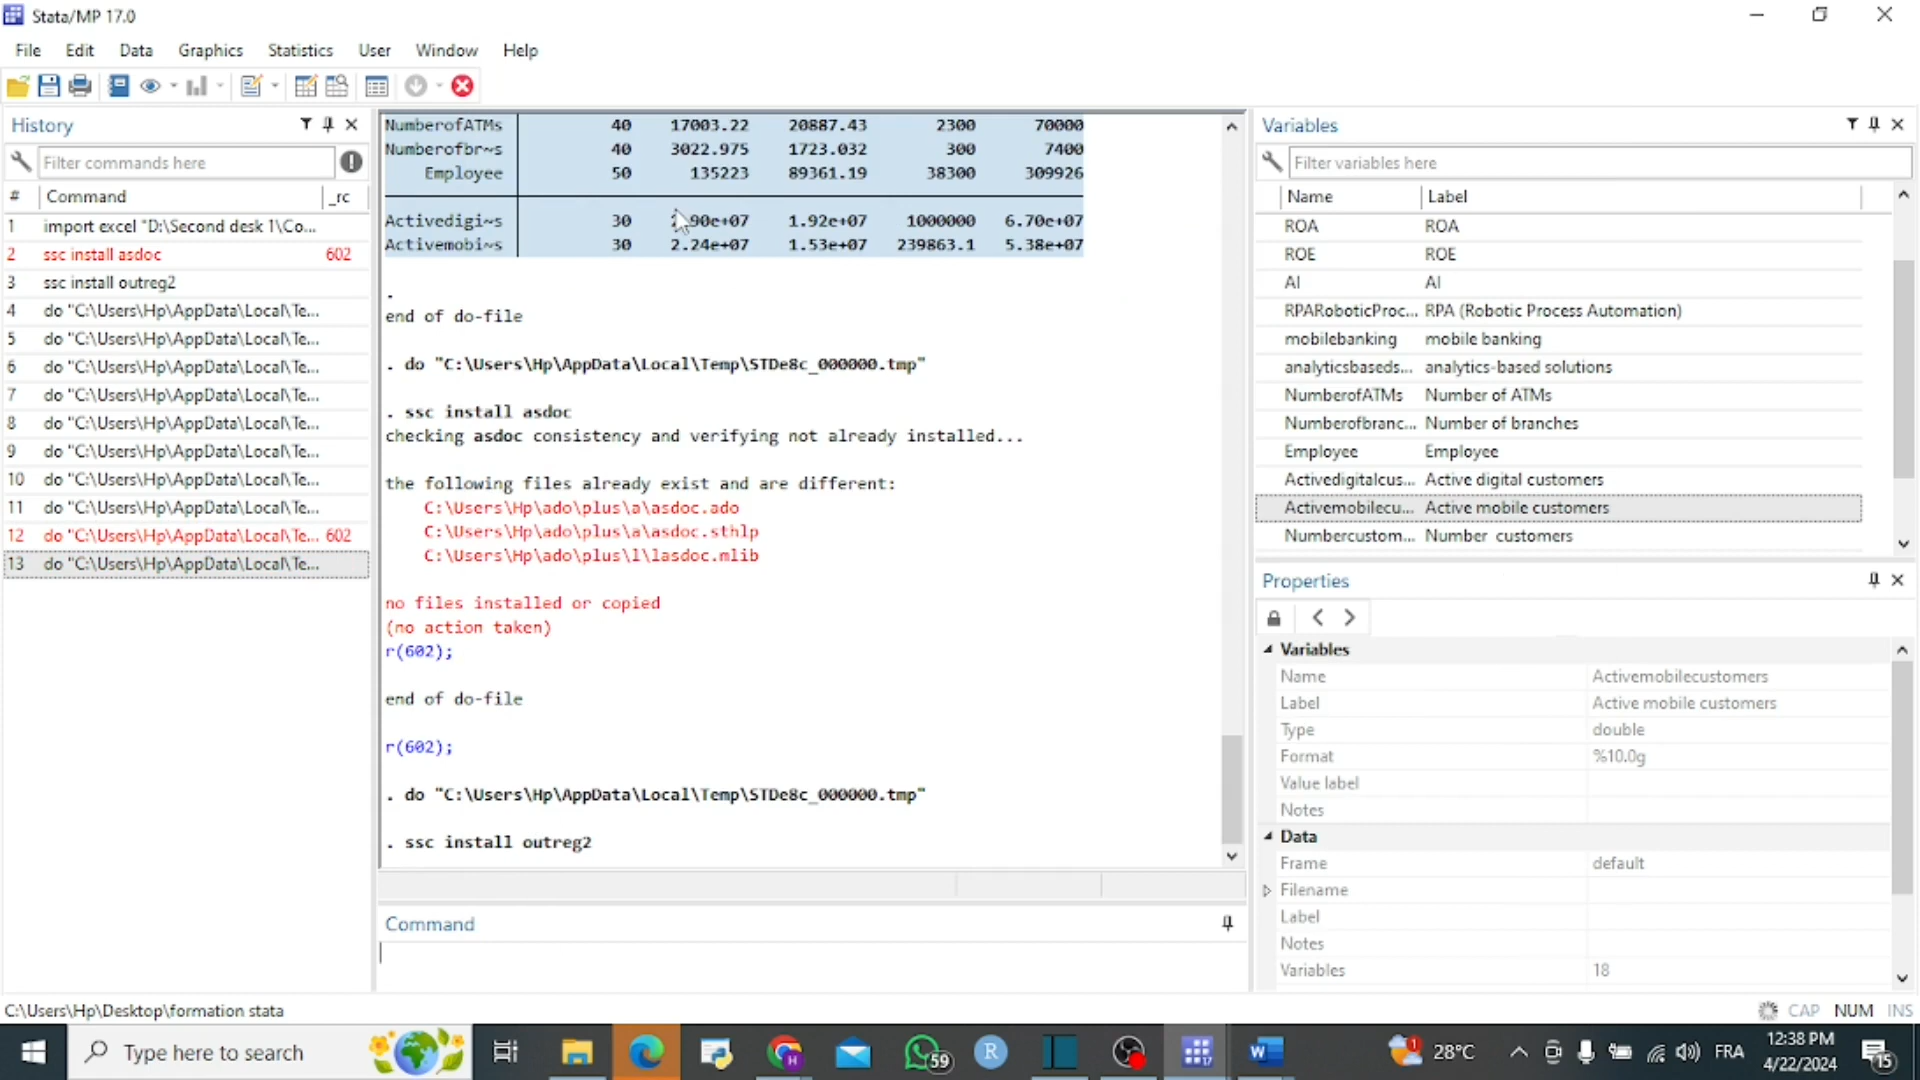 Stata/MP 17.0
File Edit Data Graphics Statistics User Window Help
History
Filter commands here
# Command _rc
1 import excel "D:\Second desk 1\Co...
2 ssc install asdoc 602
3 ssc install outreg2
4 do "C:\Users\Hp\AppData\Local\Te...
5 do "C:\Users\Hp\AppData\Local\Te...
6 do "C:\Users\Hp\AppData\Local\Te...
7 do "C:\Users\Hp\AppData\Local\Te...
8 do "C:\Users\Hp\AppData\Local\Te...
9 do "C:\Users\Hp\AppData\Local\Te...
10 do "C:\Users\Hp\AppData\Local\Te...
11 do "C:\Users\Hp\AppData\Local\Te...
12 do "C:\Users\Hp\AppData\Local\Te... 602
13 do "C:\Users\Hp\AppData\Local\Te...
NumberofATMs 40 17003.22 20887.43 2300 70000
Numberofbr~s 40 3022.975 1723.032 300 7400
Employee 50 135223 89361.19 38300 309926
Activedigi~s 30 .90e+07 1.92e+07 1000000 6.70e+07
Activemobi~s 30 2.24e+07 1.53e+07 239863.1 5.38e+07
.
end of do-file
. do "C:\Users\Hp\AppData\Local\Temp\STDe8c_000000.tmp"
. ssc install asdoc
checking asdoc consistency and verifying not already installed...
the following files already exist and are different:
C:\Users\Hp\ado\plus\a\asdoc.ado
C:\Users\Hp\ado\plus\a\asdoc.sthlp
C:\Users\Hp\ado\plus\l\lasdoc.mlib
no files installed or copied
(no action taken)
r(602);
end of do-file
r(602);
. do "C:\Users\Hp\AppData\Local\Temp\STDe8c_000000.tmp"
. ssc install outreg2
Command
Variables
Filter variables here
Name Label
ROA ROA
ROE ROE
AI AI
RPARoboticProc... RPA (Robotic Process Automation)
mobilebanking mobile banking
analyticsbaseds... analytics-based solutions
NumberofATMs Number of ATMs
Numberofbranc... Number of branches
Employee Employee
Activedigitalcus... Active digital customers
Activemobilecu... Active mobile customers
Numbercustom... Number customers
Properties
Variables
Name Activemobilecustomers
Label Active mobile customers
Type double
Format %10.0g
Value label
Notes
Data
Frame default
Filename
Label
Notes
Variables 18
C:\Users\Hp\Desktop\formation stata
CAP NUM INS
Type here to search
59
R
17
W
1
28°C
FRA
12:38 PM
4/22/2024
15